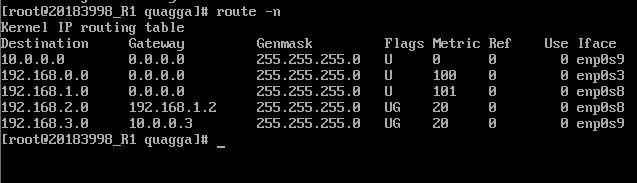 [root@20183998_R1 quagga]# route -n
Kernel IP routing table
Destination     Gateway         Genmask         Flags Metric Ref    Use Iface
10.0.0.0        0.0.0.0         255.255.255.0   U     0      0        0 enp0s9
192.168.0.0     0.0.0.0         255.255.255.0   U     100    0        0 enp0s3
192.168.1.0     0.0.0.0         255.255.255.0   U     101    0        0 enp0s8
192.168.2.0     192.168.1.2     255.255.255.0   UG    20     0        0 enp0s8
192.168.3.0     10.0.0.3        255.255.255.0   UG    20     0        0 enp0s9
[root@20183998_R1 quagga]# _